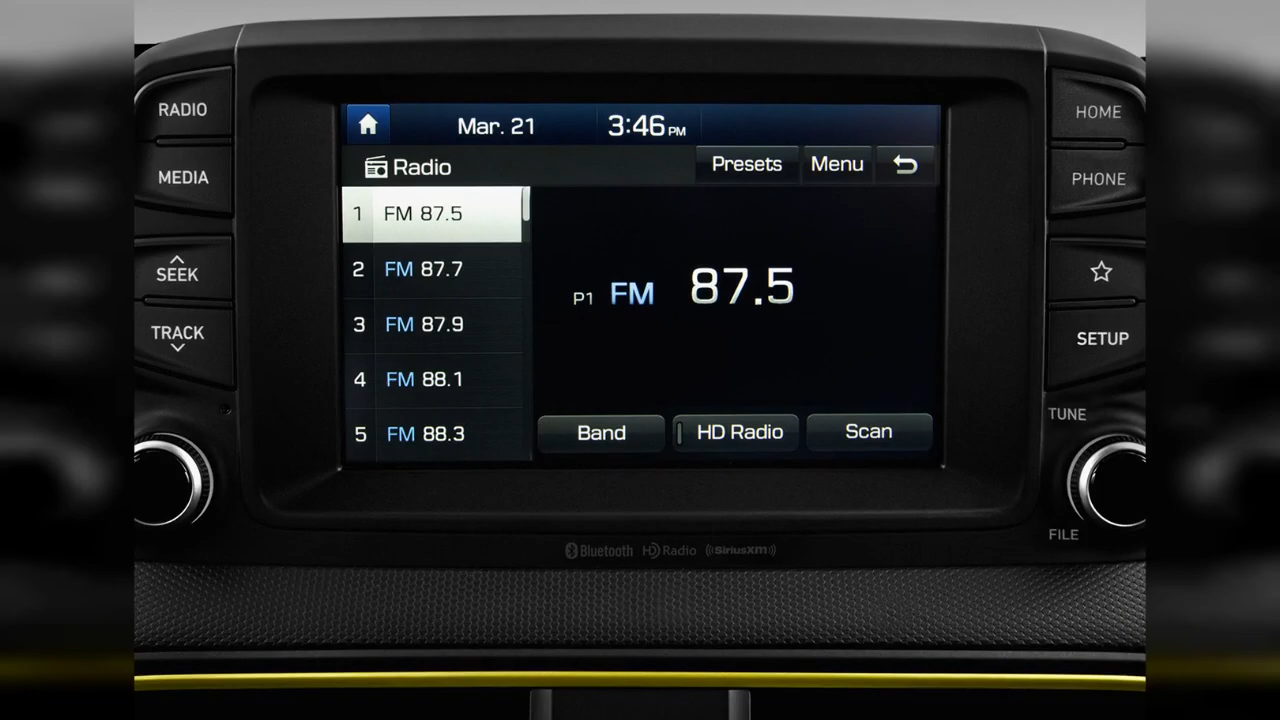 RADIO
MEDIA
SEEK
TRACK
Mar. 21 3:46 PM
Radio Presets Menu
1 FM 87.5
2 FM 87.7
3 FM 87.9
4 FM 88.1
5 FM 88.3
P1 FM 87.5
Band HD Radio Scan
HOME
PHONE
SETUP
TUNE
FILE
Bluetooth HD Radio SiriusXM